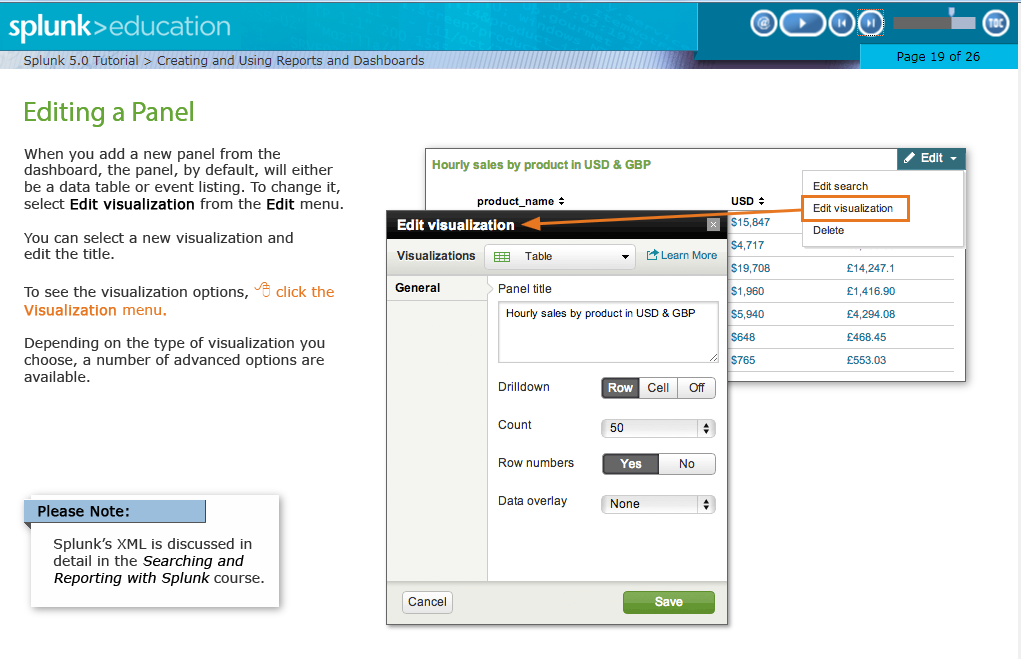 splunk>education
@
TOC
Splunk 5.0 Tutorial > Creating and Using Reports and Dashboards
Page 19 of 26
Editing a Panel
When you add a new panel from the
dashboard, the panel, by default, will either
be a data table or event listing. To change it,
select Edit visualization from the Edit menu.
You can select a new visualization and
edit the title.
To see the visualization options, click the
Visualization menu.
Depending on the type of visualization you
choose, a number of advanced options are
available.
Please Note:
Splunk's XML is discussed in
detail in the Searching and
Reporting with Splunk course.
Hourly sales by product in USD & GBP
Edit
Edit search
Edit visualization
Delete
product_name
USD
$15,847
$4,717
$19,708 £14,247.1
$1,960 £1,416.90
$5,940 £4,294.08
$648 £468.45
$765 £553.03
Edit visualization
Visualizations Table Learn More
General
Panel title
Hourly sales by product in USD & GBP
Drilldown Row Cell Off
Count 50
Row numbers Yes No
Data overlay None
Cancel Save